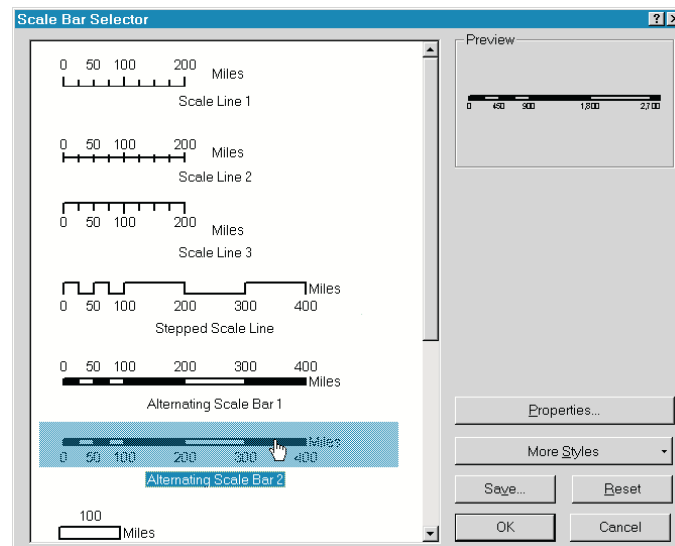 Scale Bar Selector
0 50 100 200 Miles
Scale Line 1
0 50 100 200 Miles
Scale Line 2
0 50 100 200 Miles
Scale Line 3
Miles
0 50 100 200 300 400
Stepped Scale Line
0 50 100 200 300 400
Miles
Alternating Scale Bar 1
Miles
0 50 100 200 300 400
Alternating Scale Bar 2
100
Miles
Preview
0 450 900 1,800 2,700
Properties...
More Styles
Save...
Reset
OK
Cancel